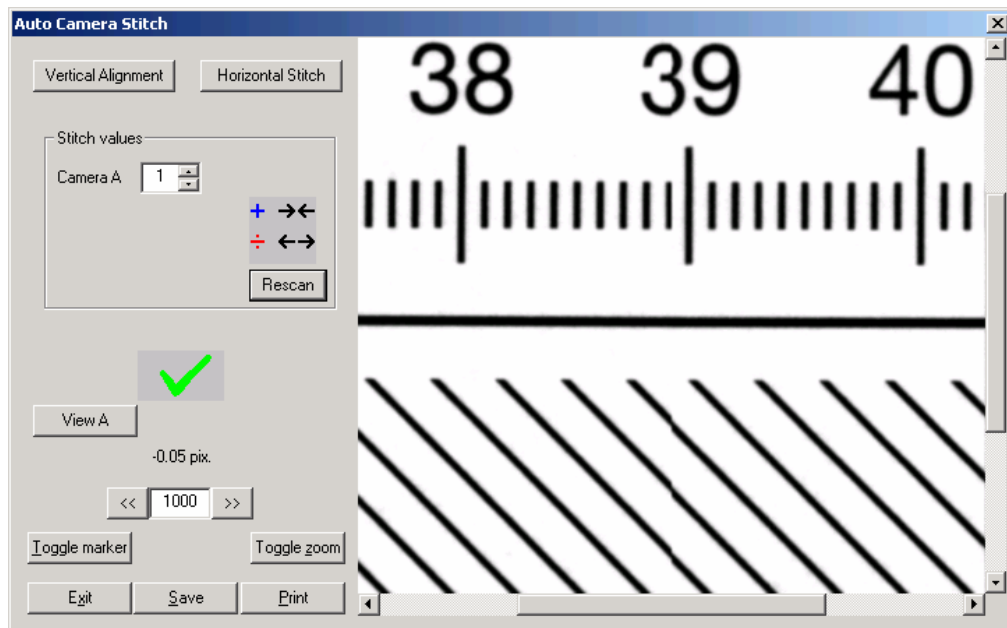 Auto Camera Stitch
Vertical Alignment
Horizontal Stitch
Stitch values
Camera A
1
Rescan
View A
-0.05 pix.
<<
1000
>>
Toggle marker
Toggle zoom
Exit
Save
Print
38 39 40